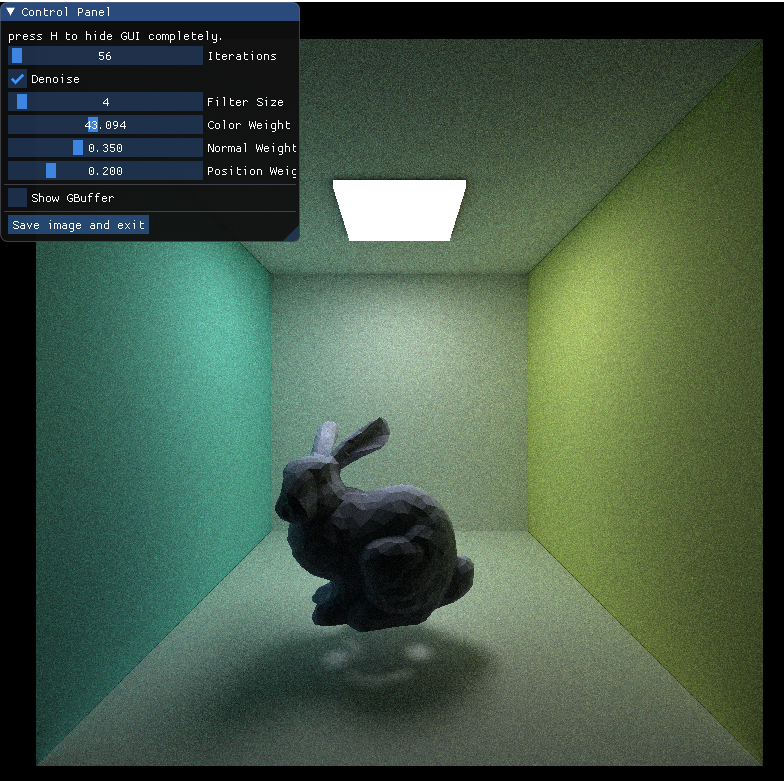 Control Panel
press H to hide GUI completely.
56 Iterations
Denoise
4 Filter Size
43.094 Color Weight
0.350 Normal Weight
0.200 Position Weig
Show GBuffer
Save image and exit